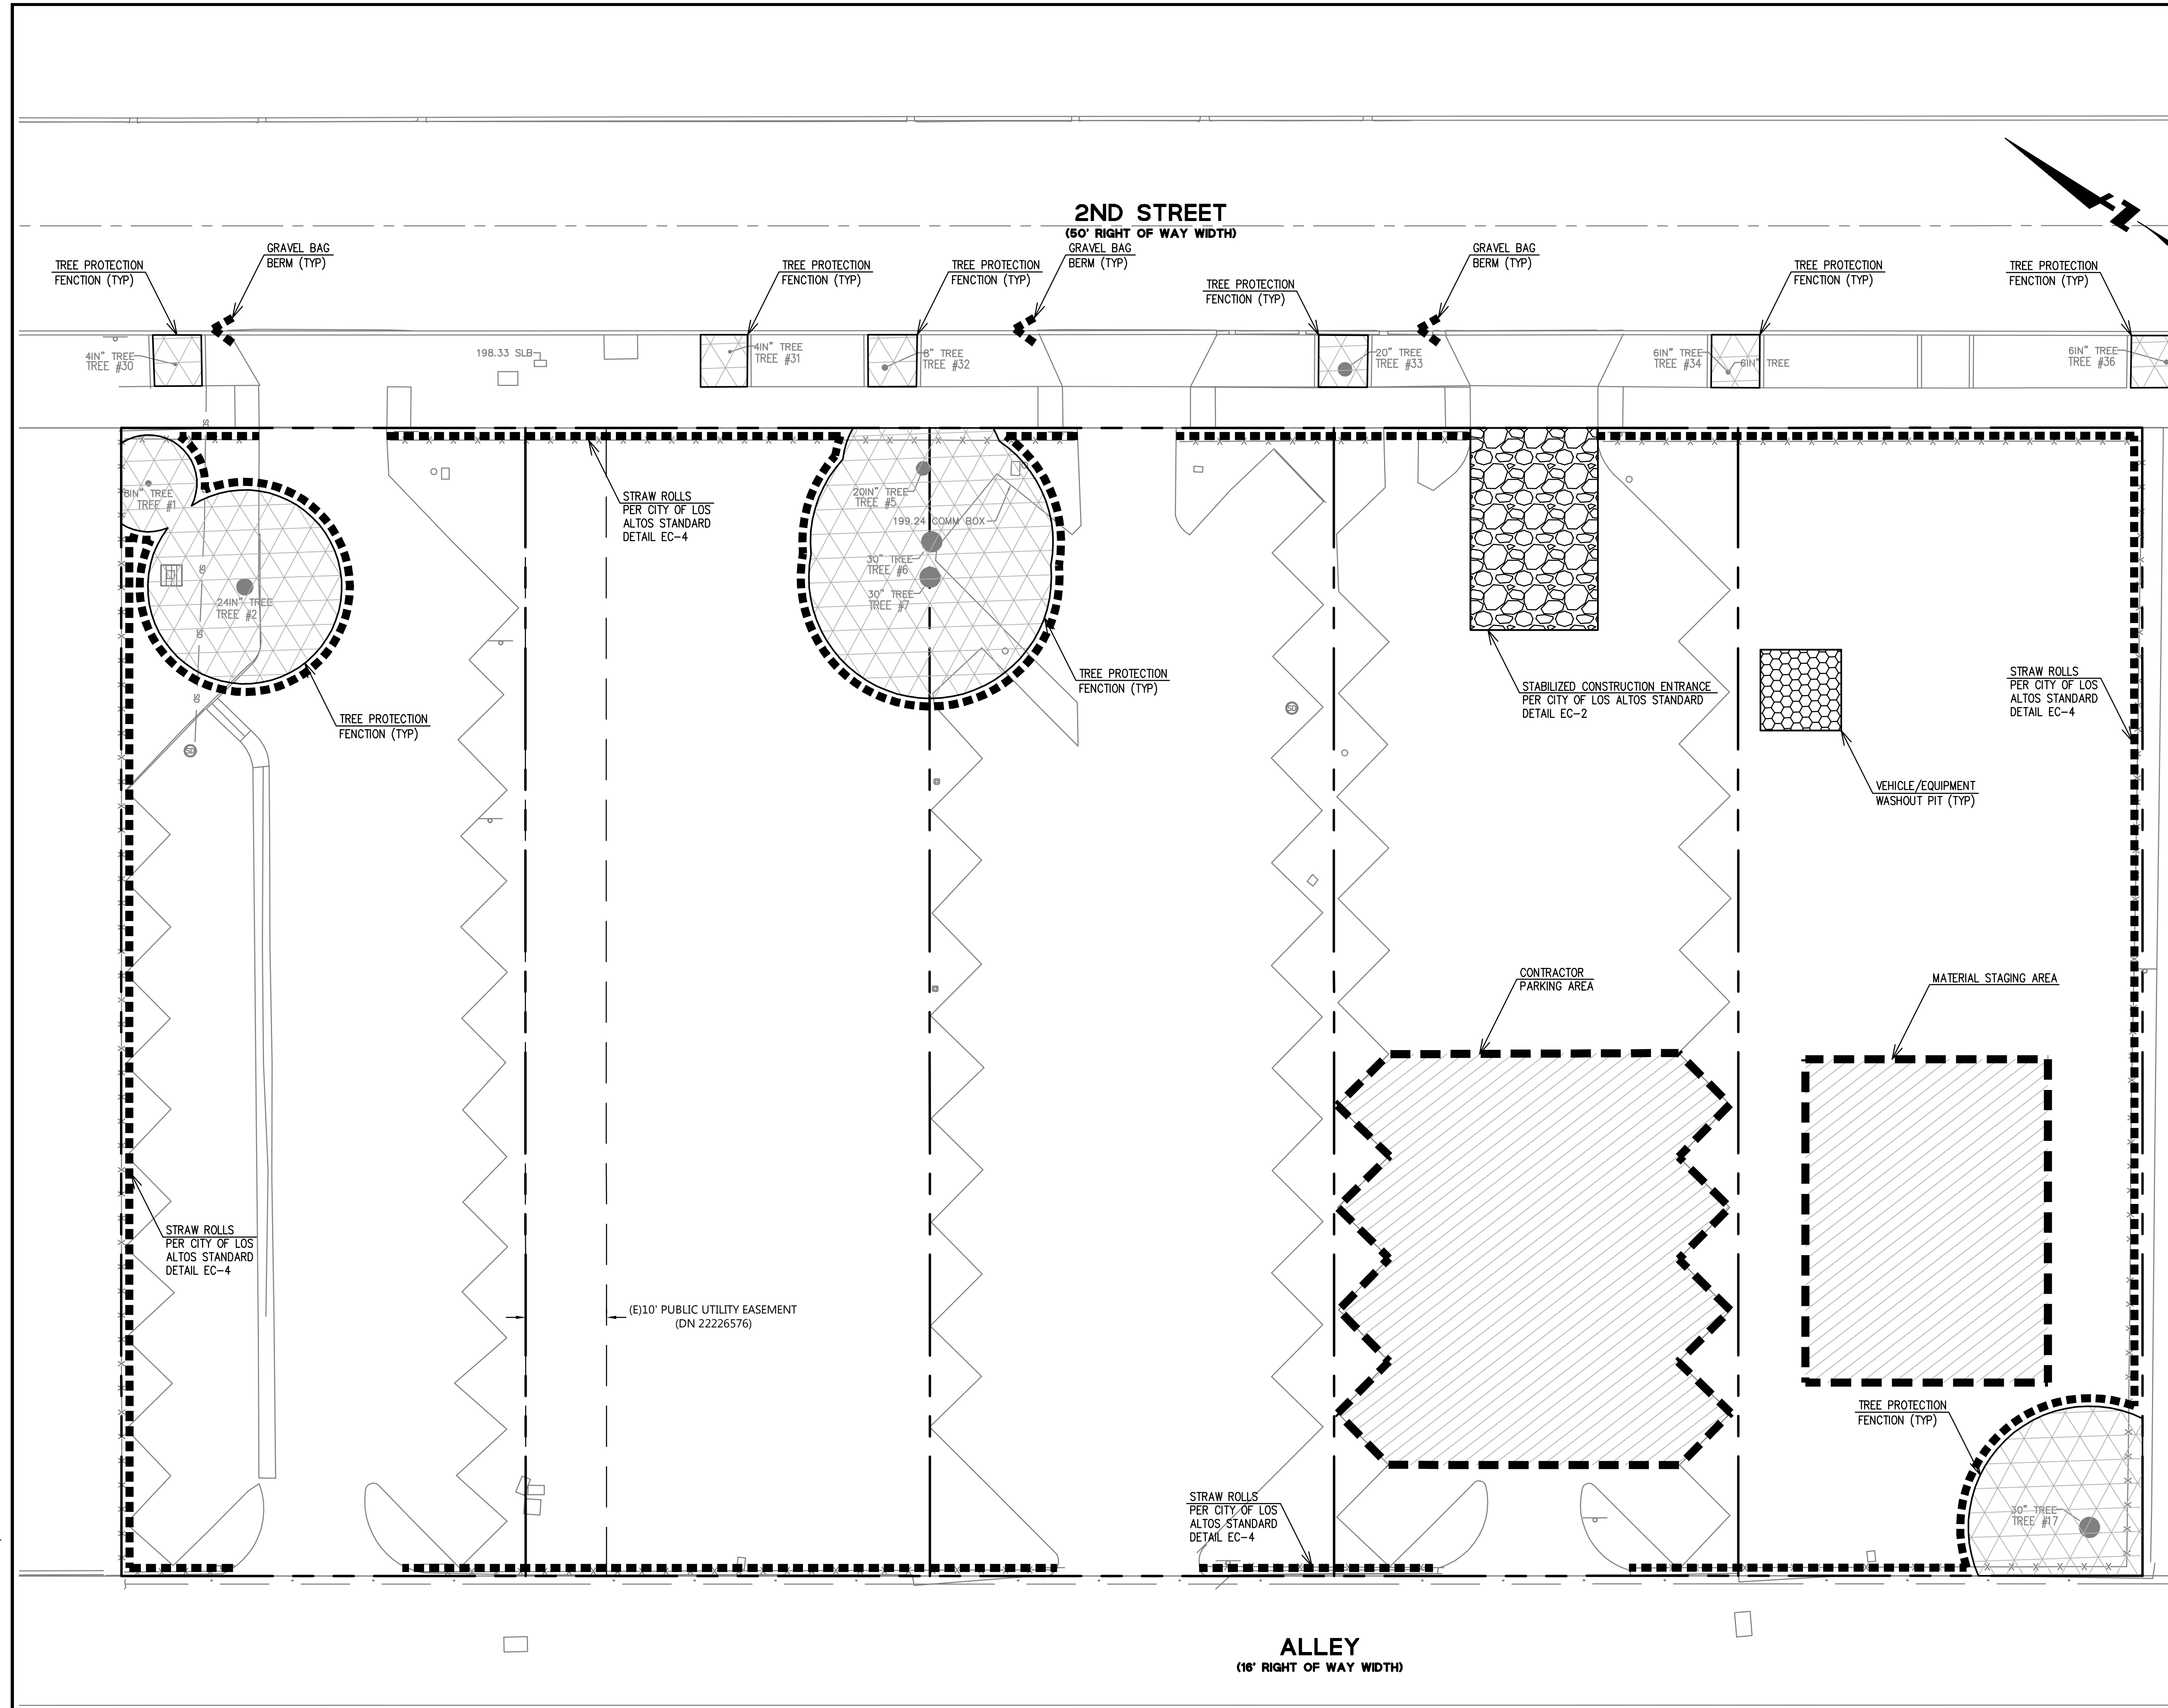 2ND STREET
(50' RIGHT OF WAY WIDTH)
N
GRAVEL BAG
BERM (TYP)
GRAVEL BAG
BERM (TYP)
GRAVEL BAG
BERM (TYP)
TREE PROTECTION
FENCTION (TYP)
TREE PROTECTION
FENCTION (TYP)
TREE PROTECTION
FENCTION (TYP)
TREE PROTECTION
FENCTION (TYP)
TREE PROTECTION
FENCTION (TYP)
TREE PROTECTION
FENCTION (TYP)
4IN" TREE
TREE #30
198.33 SLB
4IN" TREE
TREE #31
8" TREE
TREE #32
20" TREE
TREE #33
6IN" TREE
TREE #34
6IN" TREE
6IN" TREE
TREE #36
SD
8IN" TREE
TREE #1
20IN" TREE
TREE #5
199.24 COMM BOX
30" TREE
TREE #6
30" TREE
TREE #7
STRAW ROLLS
PER CITY OF LOS
ALTOS STANDARD
DETAIL EC-4
SD
24IN" TREE
TREE #2
SD
SD
SD
TREE PROTECTION
FENCTION (TYP)
TREE PROTECTION
FENCTION (TYP)
SD
STABILIZED CONSTRUCTION ENTRANCE
PER CITY OF LOS ALTOS STANDARD
DETAIL EC-2
STRAW ROLLS
PER CITY OF LOS
ALTOS STANDARD
DETAIL EC-4
VEHICLE/EQUIPMENT
WASHOUT PIT (TYP)
CONTRACTOR
PARKING AREA
MATERIAL STAGING AREA
STRAW ROLLS
PER CITY OF LOS
ALTOS STANDARD
DETAIL EC-4
(E)10' PUBLIC UTILITY EASEMENT
(DN 22226576)
TREE PROTECTION
FENCTION (TYP)
STRAW ROLLS
PER CITY OF LOS
ALTOS STANDARD
DETAIL EC-4
30" TREE
TREE #17
ALLEY
(16' RIGHT OF WAY WIDTH)